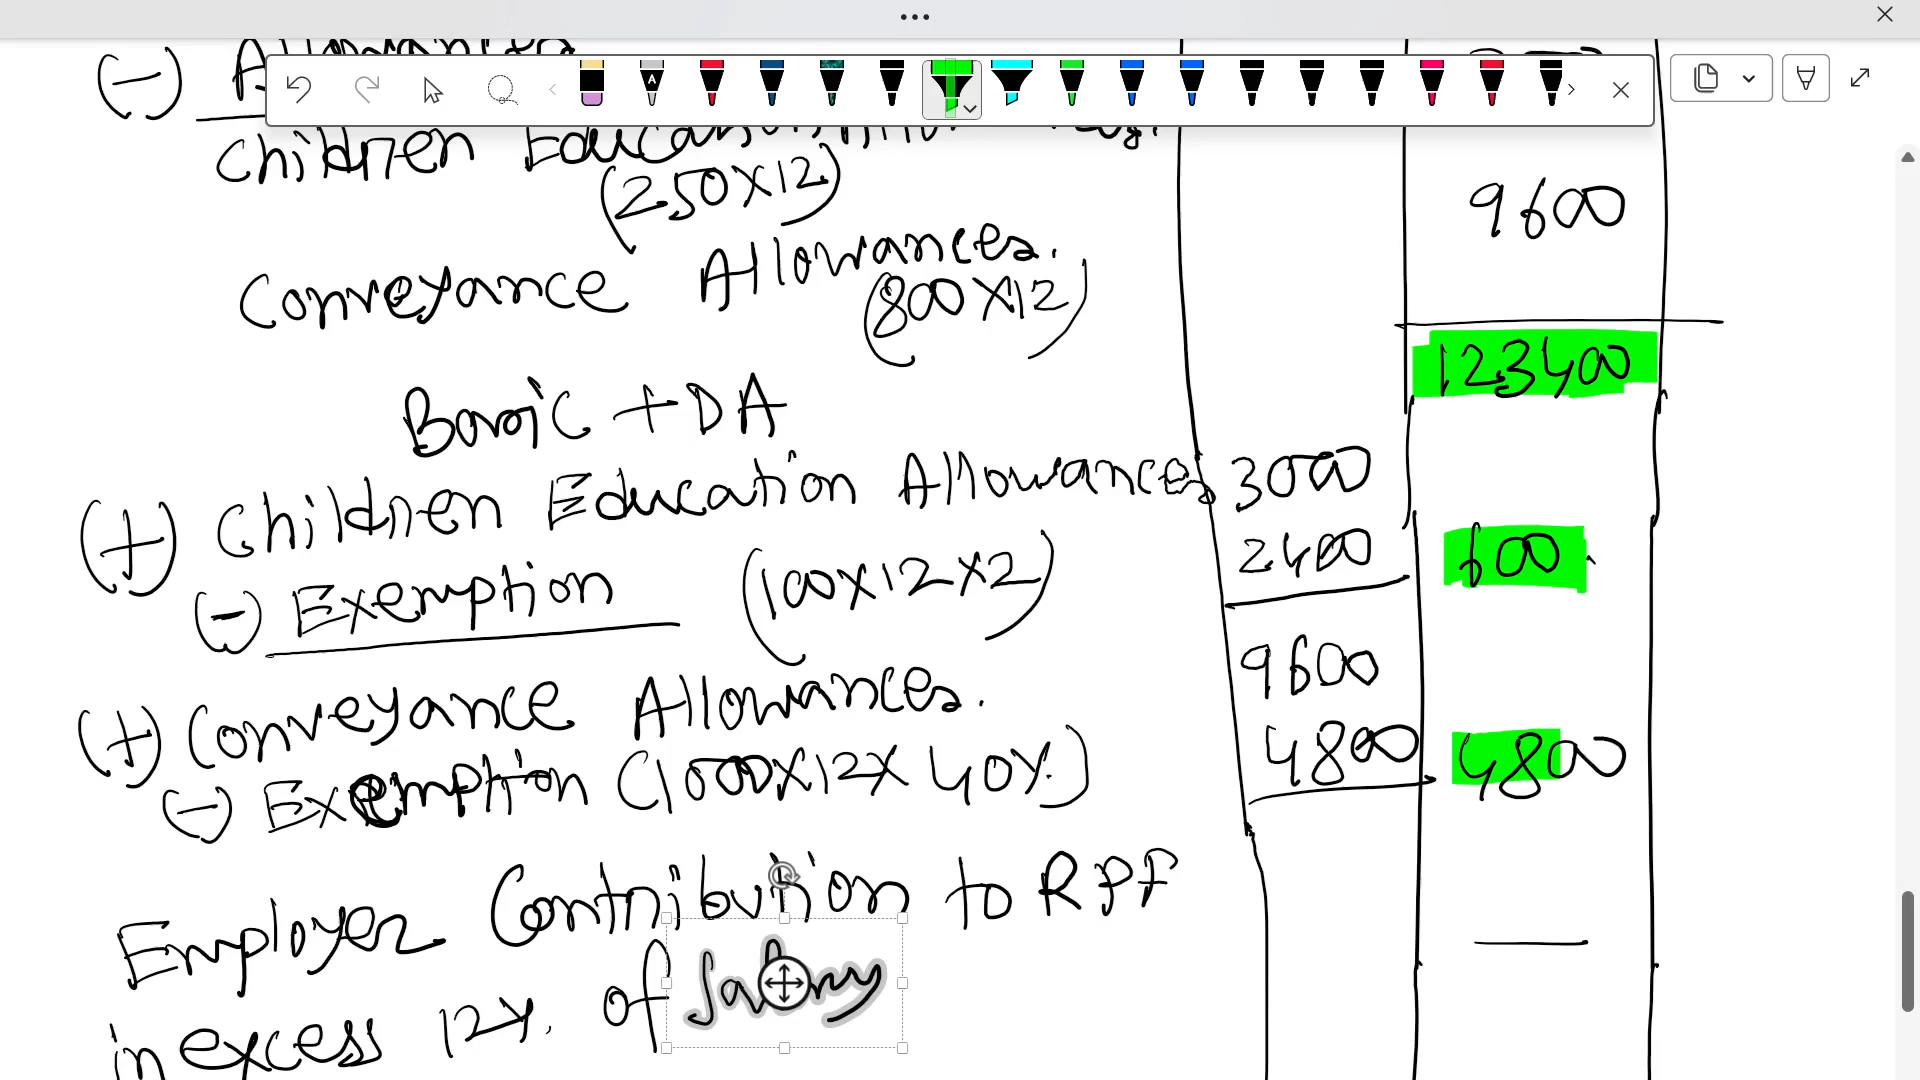 (-) Allowances
Children Education
(250X12)
9600
Conveyance Allowances.
(800X12)
123400
Basic + DA
(+) Children Education Allowances 3000
(-) Exemption (100X12X2) 2400 600
(+) Conveyance Allowances. 9600
(-) Exemption (1000X12X40%) 4800 4800
Employer Contribution to RPF
in excess 12%. of Salary